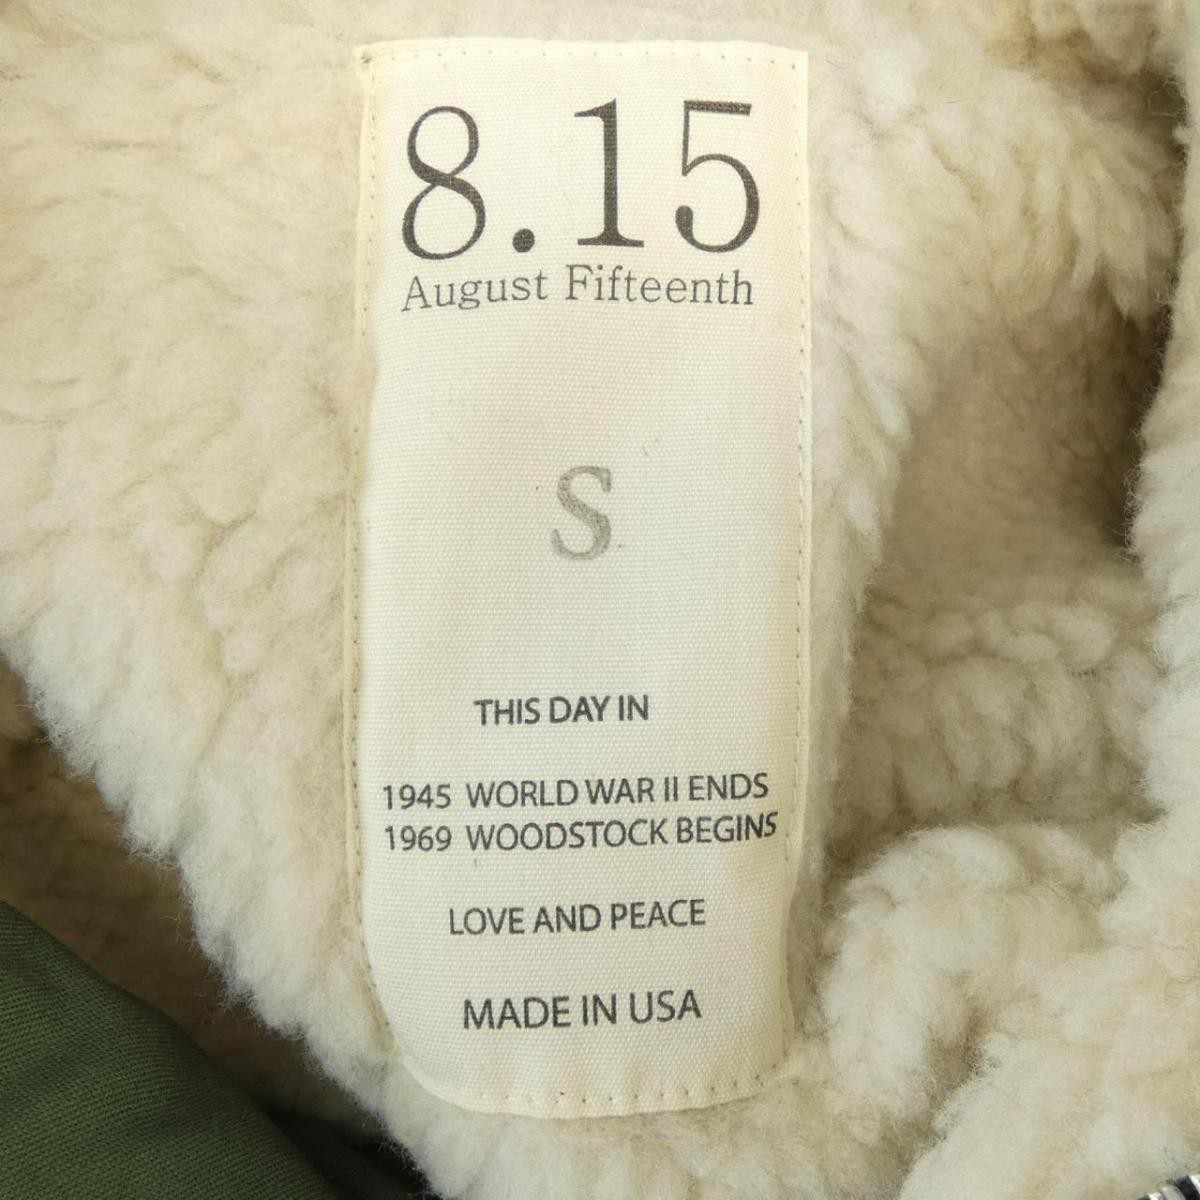 8.15
August Fifteenth
S
THIS DAY IN
1945 WORLD WAR II ENDS
1969 WOODSTOCK BEGINS
LOVE AND PEACE
MADE IN USA